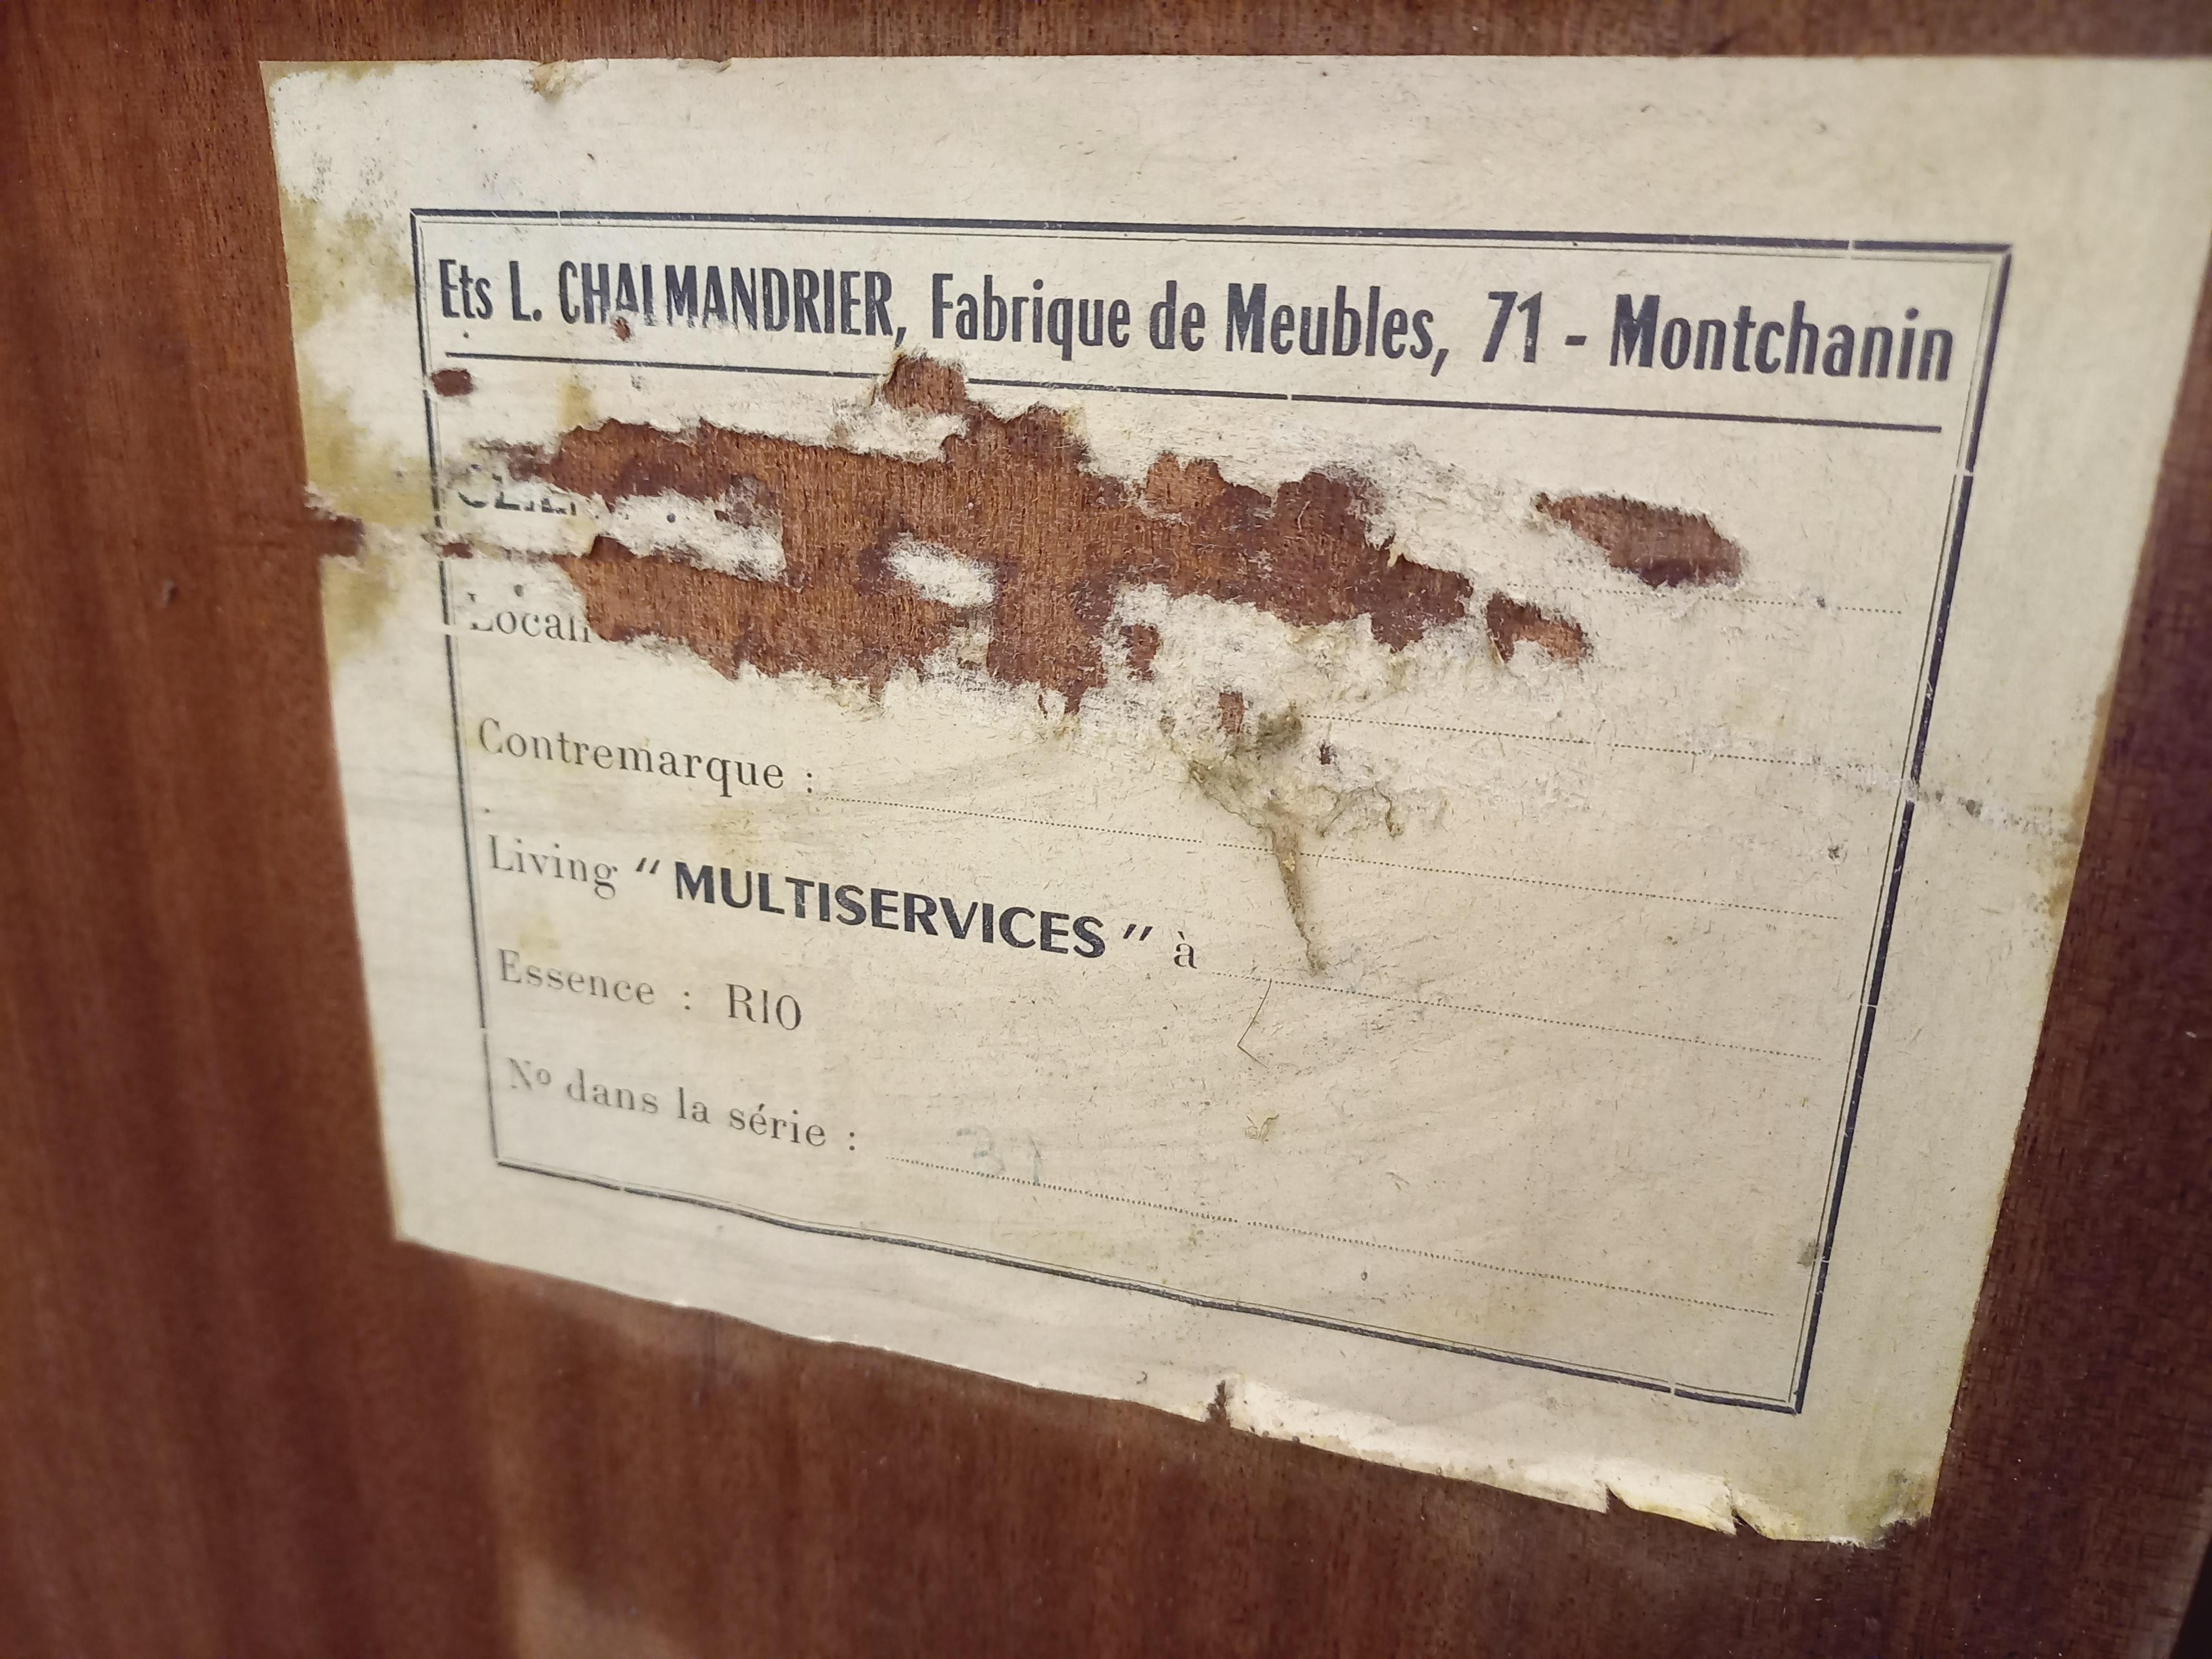 Ets L. CHALMANDRIER, Fabrique de Meubles, 71 - Montchanin
Contremarque :
Living " MULTISERVICES " à
Essence : RIO
Nº dans la série :